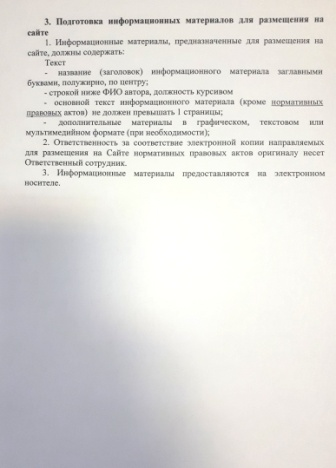 3. Подготовка информационных материалов для размещения на
сайте
1. Информационные материалы, предназначенные для размещения на
сайте, должны содержать:
Текст
- название (заголовок) информационного материала заглавными
буквами, полужирно, по центру;
- строкой ниже ФИО автора, должность курсивом
- основной текст информационного материала (кроме нормативных
правовых актов) не должен превышать 1 страницы;
- дополнительные материалы в графическом, текстовом или
мультимедийном формате (при необходимости);
2. Ответственность за соответствие электронной копии направляемых
для размещения на Сайте нормативных правовых актов оригиналу несет
Ответственный сотрудник.
3. Информационные материалы предоставляются на электронном
носителе.